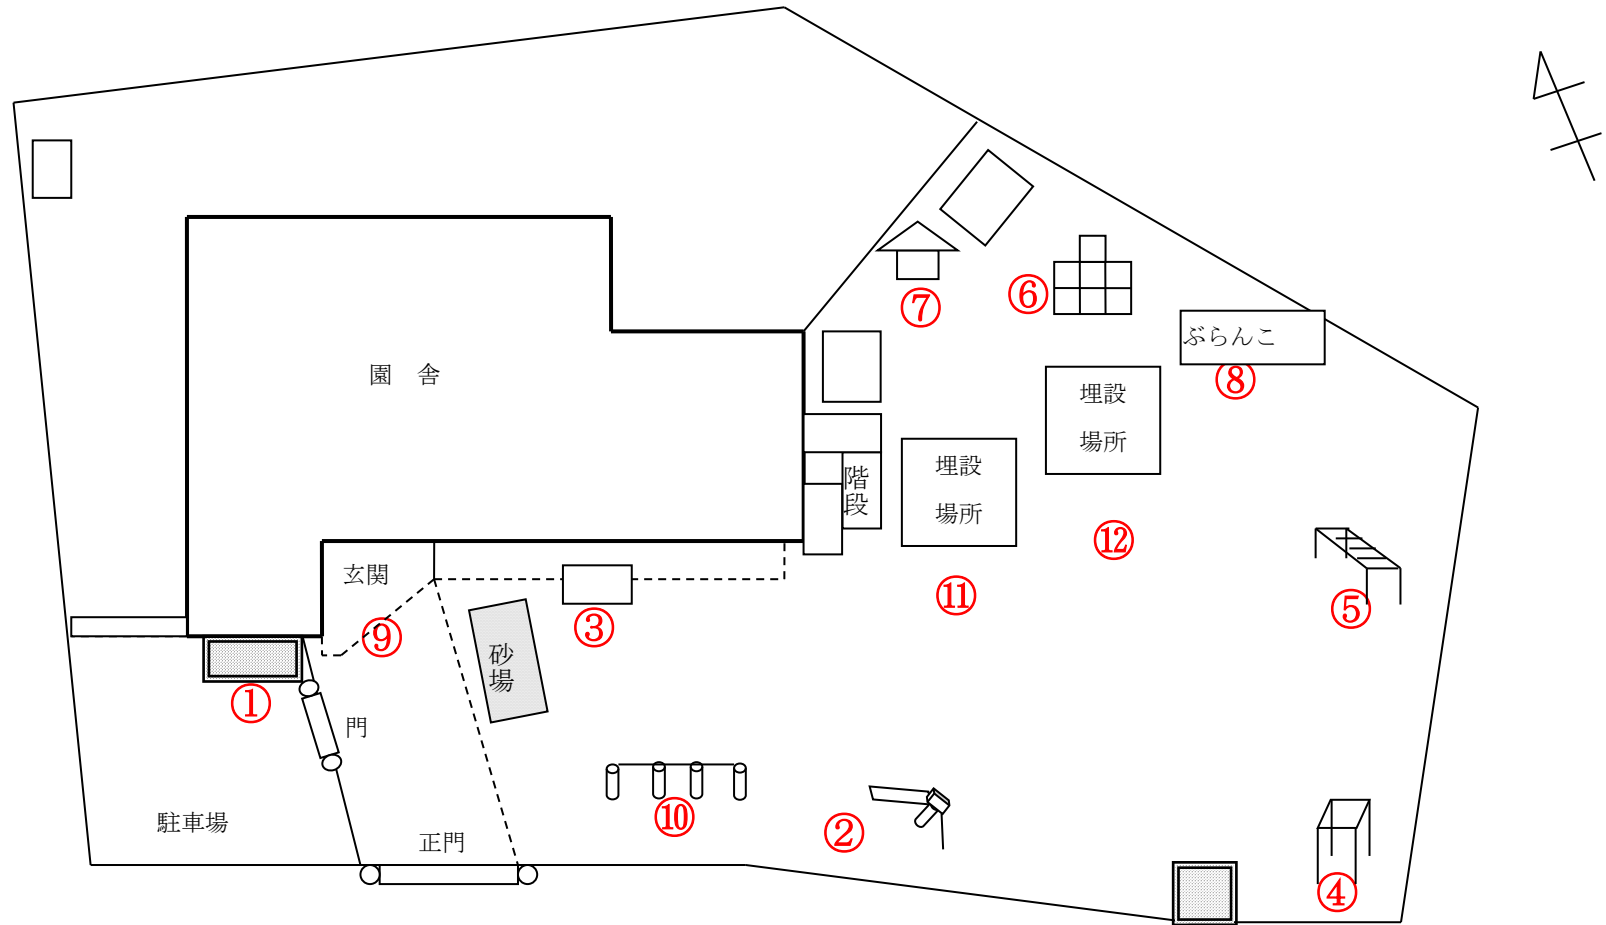 ⑦
⑥
ぶらんこ
⑧
園　舎
埋設
場所
埋設
場所
階段
⑫
⑪
⑤
玄関
⑨
③
砂場
①
門
⑩
②
駐車場
正門
④